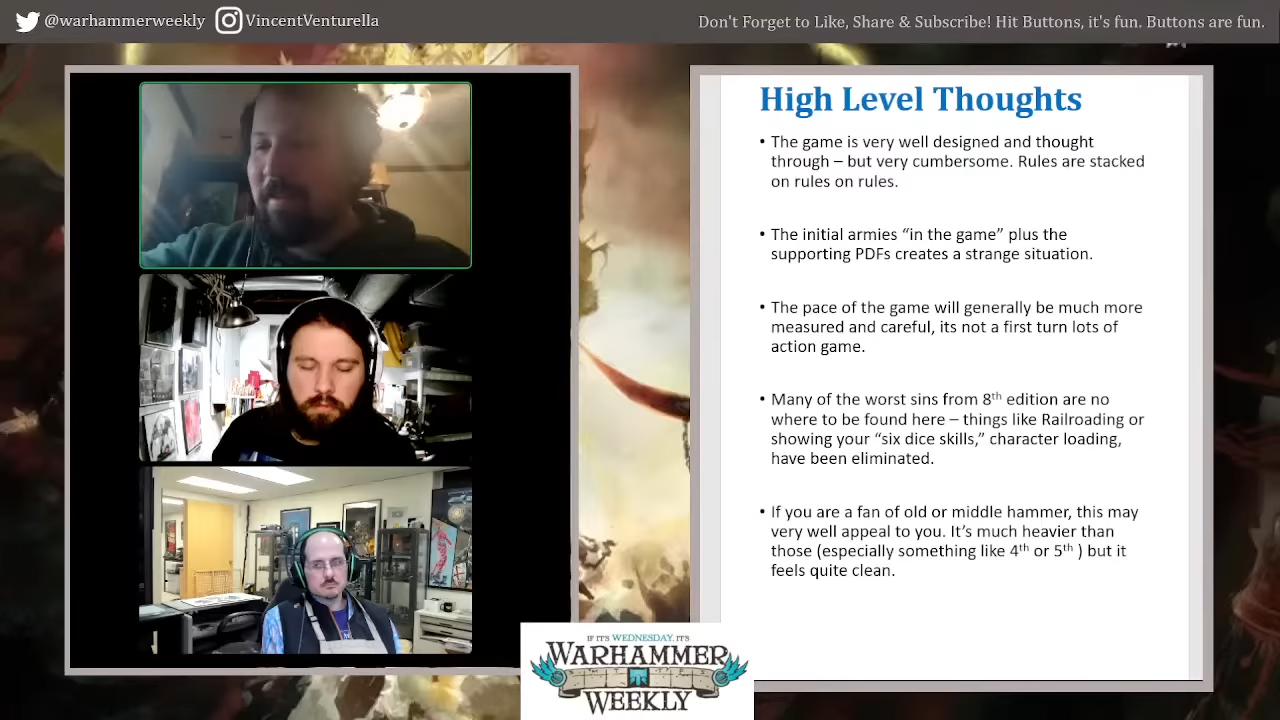 @warhammerweekly VincentVenturella
Don't Forget to Like, Share & Subscribe! Hit Buttons, it's fun. Buttons are fun.
High Level Thoughts
• The game is very well designed and thought
through – but very cumbersome. Rules are stacked
on rules on rules.
• The initial armies “in the game” plus the
supporting PDFs creates a strange situation.
• The pace of the game will generally be much more
measured and careful, its not a first turn lots of
action game.
• Many of the worst sins from 8th edition are no
where to be found here – things like Railroading or
showing your “six dice skills,” character loading,
have been eliminated.
• If you are a fan of old or middle hammer, this may
very well appeal to you. It’s much heavier than
those (especially something like 4th or 5th ) but it
feels quite clean.
IF IT'S WEDNESDAY, IT'S
WARHAMMER
WEEKLY